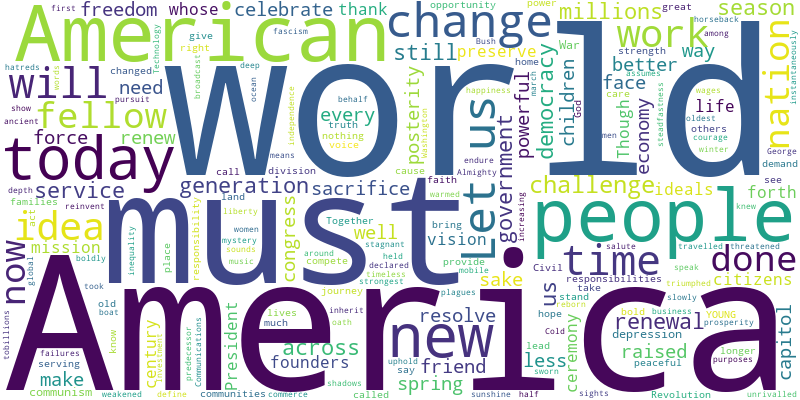 World
America
must
American
people
today
new
change
Let us
will
work
fellow
idea
time
nation
done
now
season
millions
freedom
whose
celebrate
thank
first
opportunity
power
great
horseback
among
instantaneously
still
preserve
War
way
better
strength
home
Bush
fascism
Technology
give
right
broadcast
deep
ocean
hatreds
words
changed
pursuit
need
show
ancient
force
renew
behalf
every
truth
nothing
voice
independence
Washington
posterity
happiness
march
powerful
democracy
children
God
face
Though
care
assumes
steadfastness
economy
men
wages
oldest
others
courage
winter
life
George
demand
see
knew
forth
ideals
challenge
government
increasing
Almighty
endure
cause
faith
warmed
means
call
division
generation
sacrifice
service
depth
families
reinvent
act
mission
global
boldly
inequality
place
responsibility
land
liberty
women
mystery
sounds
music
congress
Together
around
compete
well
stagnant
held
declared
timeless
strongest
bring
vision
provide
mobile
plagues
sake
us
Civil
responsibilities
take
stand
salute
travelled
threatened
citizens
speak
triumphed
slowly
bold
business
YOUNG
prosperity
hope
reborn
Cold
renewal
depression
peaceful
longer
purposes
capitol
raised
lead
less
sworn
ceremony
sights
Revolution
unrivalled
resolve
friend
uphold
say
spring
sunshine
half
across
founders
journey
inherit
oath
lives
much
shadows
called
President
predecessor
Communications
communities
commerce
took
old
boat
know
century
investment
define
weakened
communism
make
serving
failures
tobillions